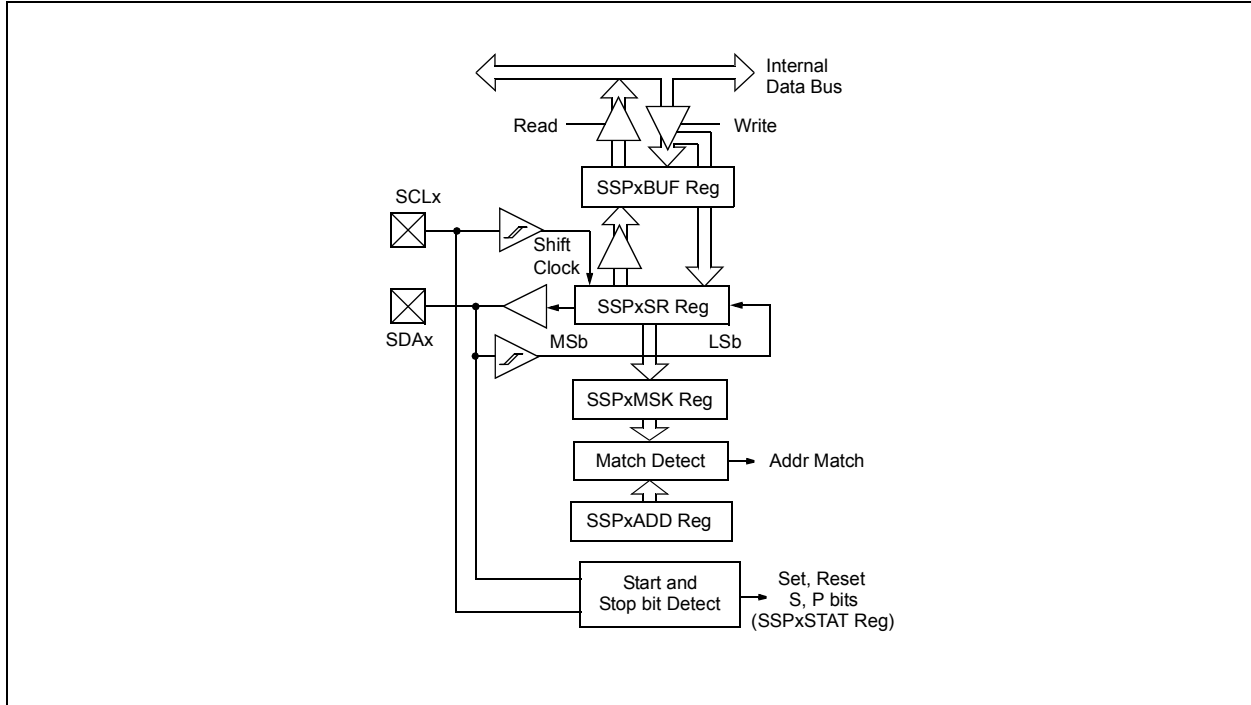 Internal
Data Bus
Read
Write
SSPxBUF Reg
SCLx
Shift
Clock
SSPxSR Reg
SDAx
MSb
LSb
SSPxMSK Reg
Match Detect
Addr Match
SSPxADD Reg
Start and
Stop bit Detect
Set, Reset
S, P bits
(SSPxSTAT Reg)